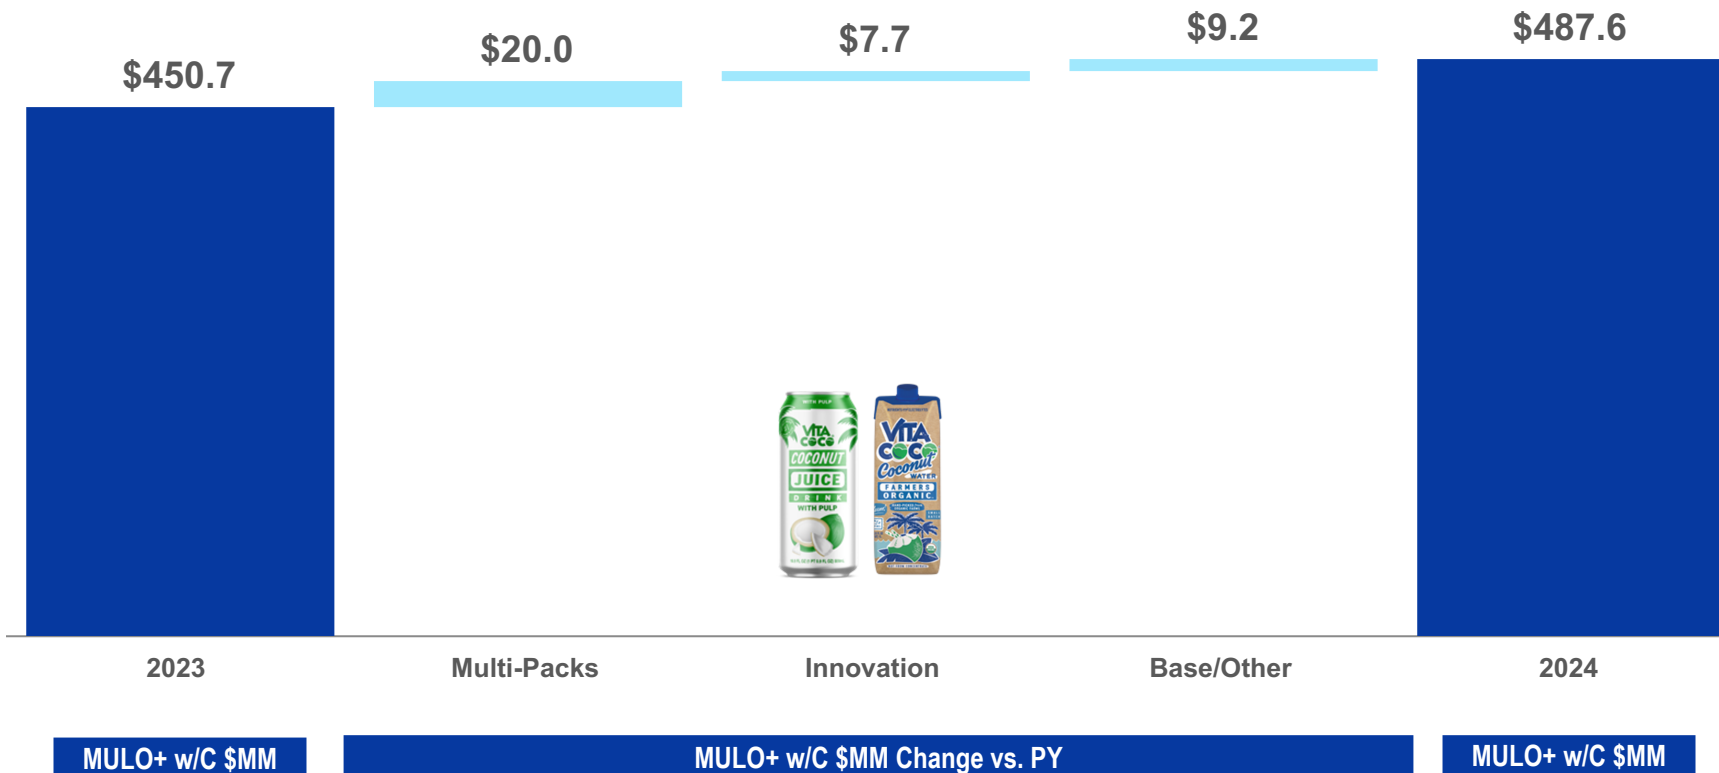 $450.7
$20.0
$7.7
$9.2
$487.6
WITH PULP
VITA
COCO
COCONUT
JUICE
DRINK
WITH PULP
VITA
COCO
Coconut
WATER
FARMERS
ORGANIC
2023
Multi-Packs
Innovation
Base/Other
2024
MULO+ w/C $MM
MULO+ w/C $MM Change vs. PY
MULO+ w/C $MM